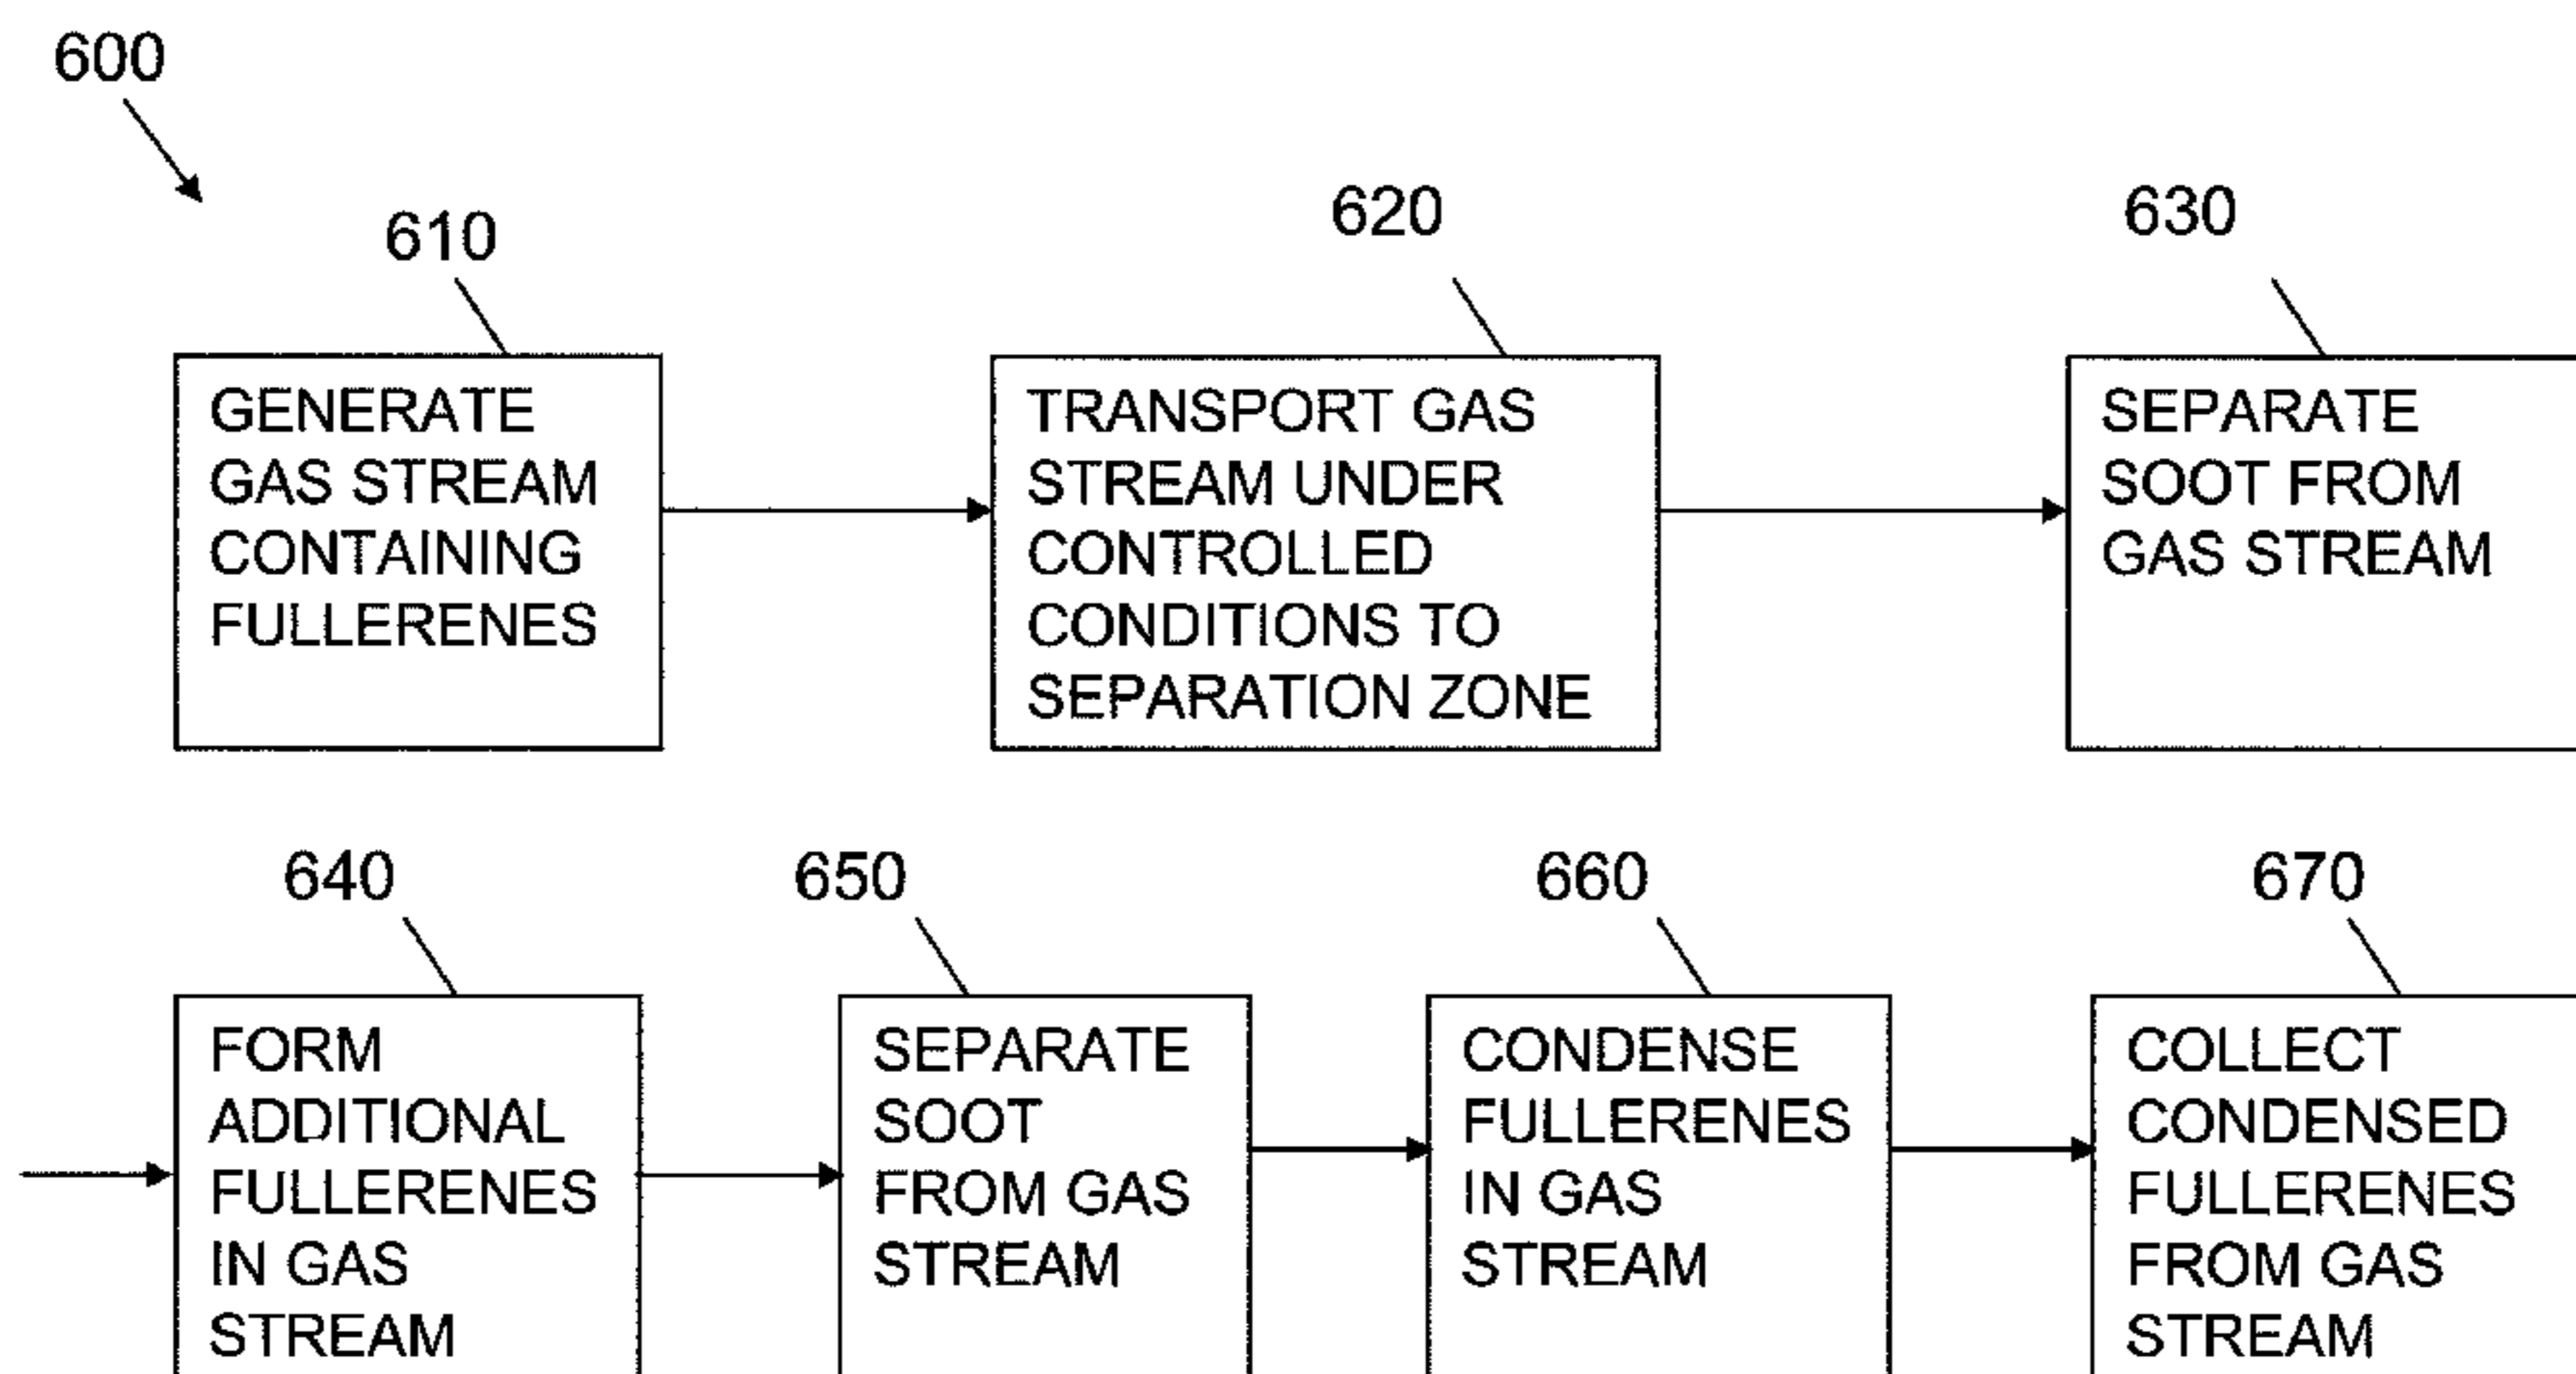 600
610
GENERATE
GAS STREAM
CONTAINING
FULLERENES
620
TRANSPORT GAS
STREAM UNDER
CONTROLLED
CONDITIONS TO
SEPARATION ZONE
630
SEPARATE
SOOT FROM
GAS STREAM
640
FORM
ADDITIONAL
FULLERENES
IN GAS
STREAM
650
SEPARATE
SOOT
FROM GAS
STREAM
660
CONDENSE
FULLERENES
IN GAS
STREAM
670
COLLECT
CONDENSED
FULLERENES
FROM GAS
STREAM